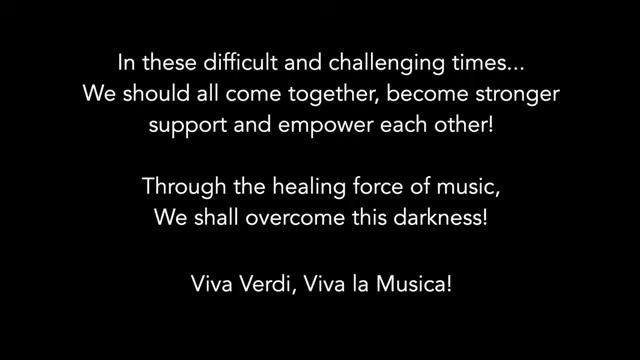 In these difficult and challenging times...
We should all come together, become stronger
support and empower each other!
Through the healing force of music,
We shall overcome this darkness!
Viva Verdi, Viva la Musica!